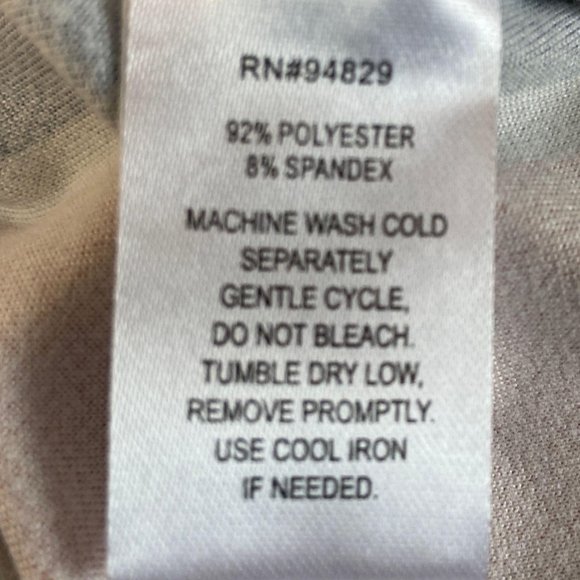 RN#94829
92% POLYESTER
8% SPANDEX
MACHINE WASH COLD
SEPARATELY
GENTLE CYCLE,
DO NOT BLEACH.
TUMBLE DRY LOW,
REMOVE PROMPTLY.
USE COOL IRON
IF NEEDED.